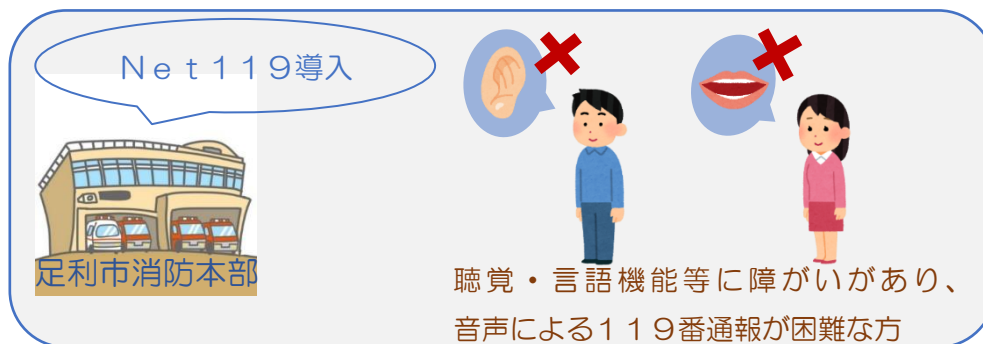 Ｎｅｔ１１９導入
足利市消防本部
聴覚・言語機能等に障がいがあり、
音声による１１９番通報が困難な方